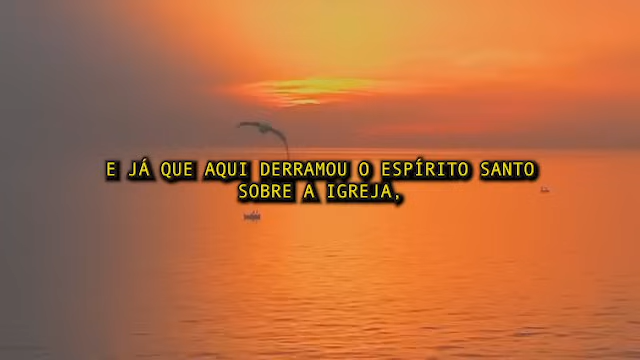 E JÁ QUE AQUI DERRAMOU O ESPÍRITO SANTO
SOBRE A IGREJA,